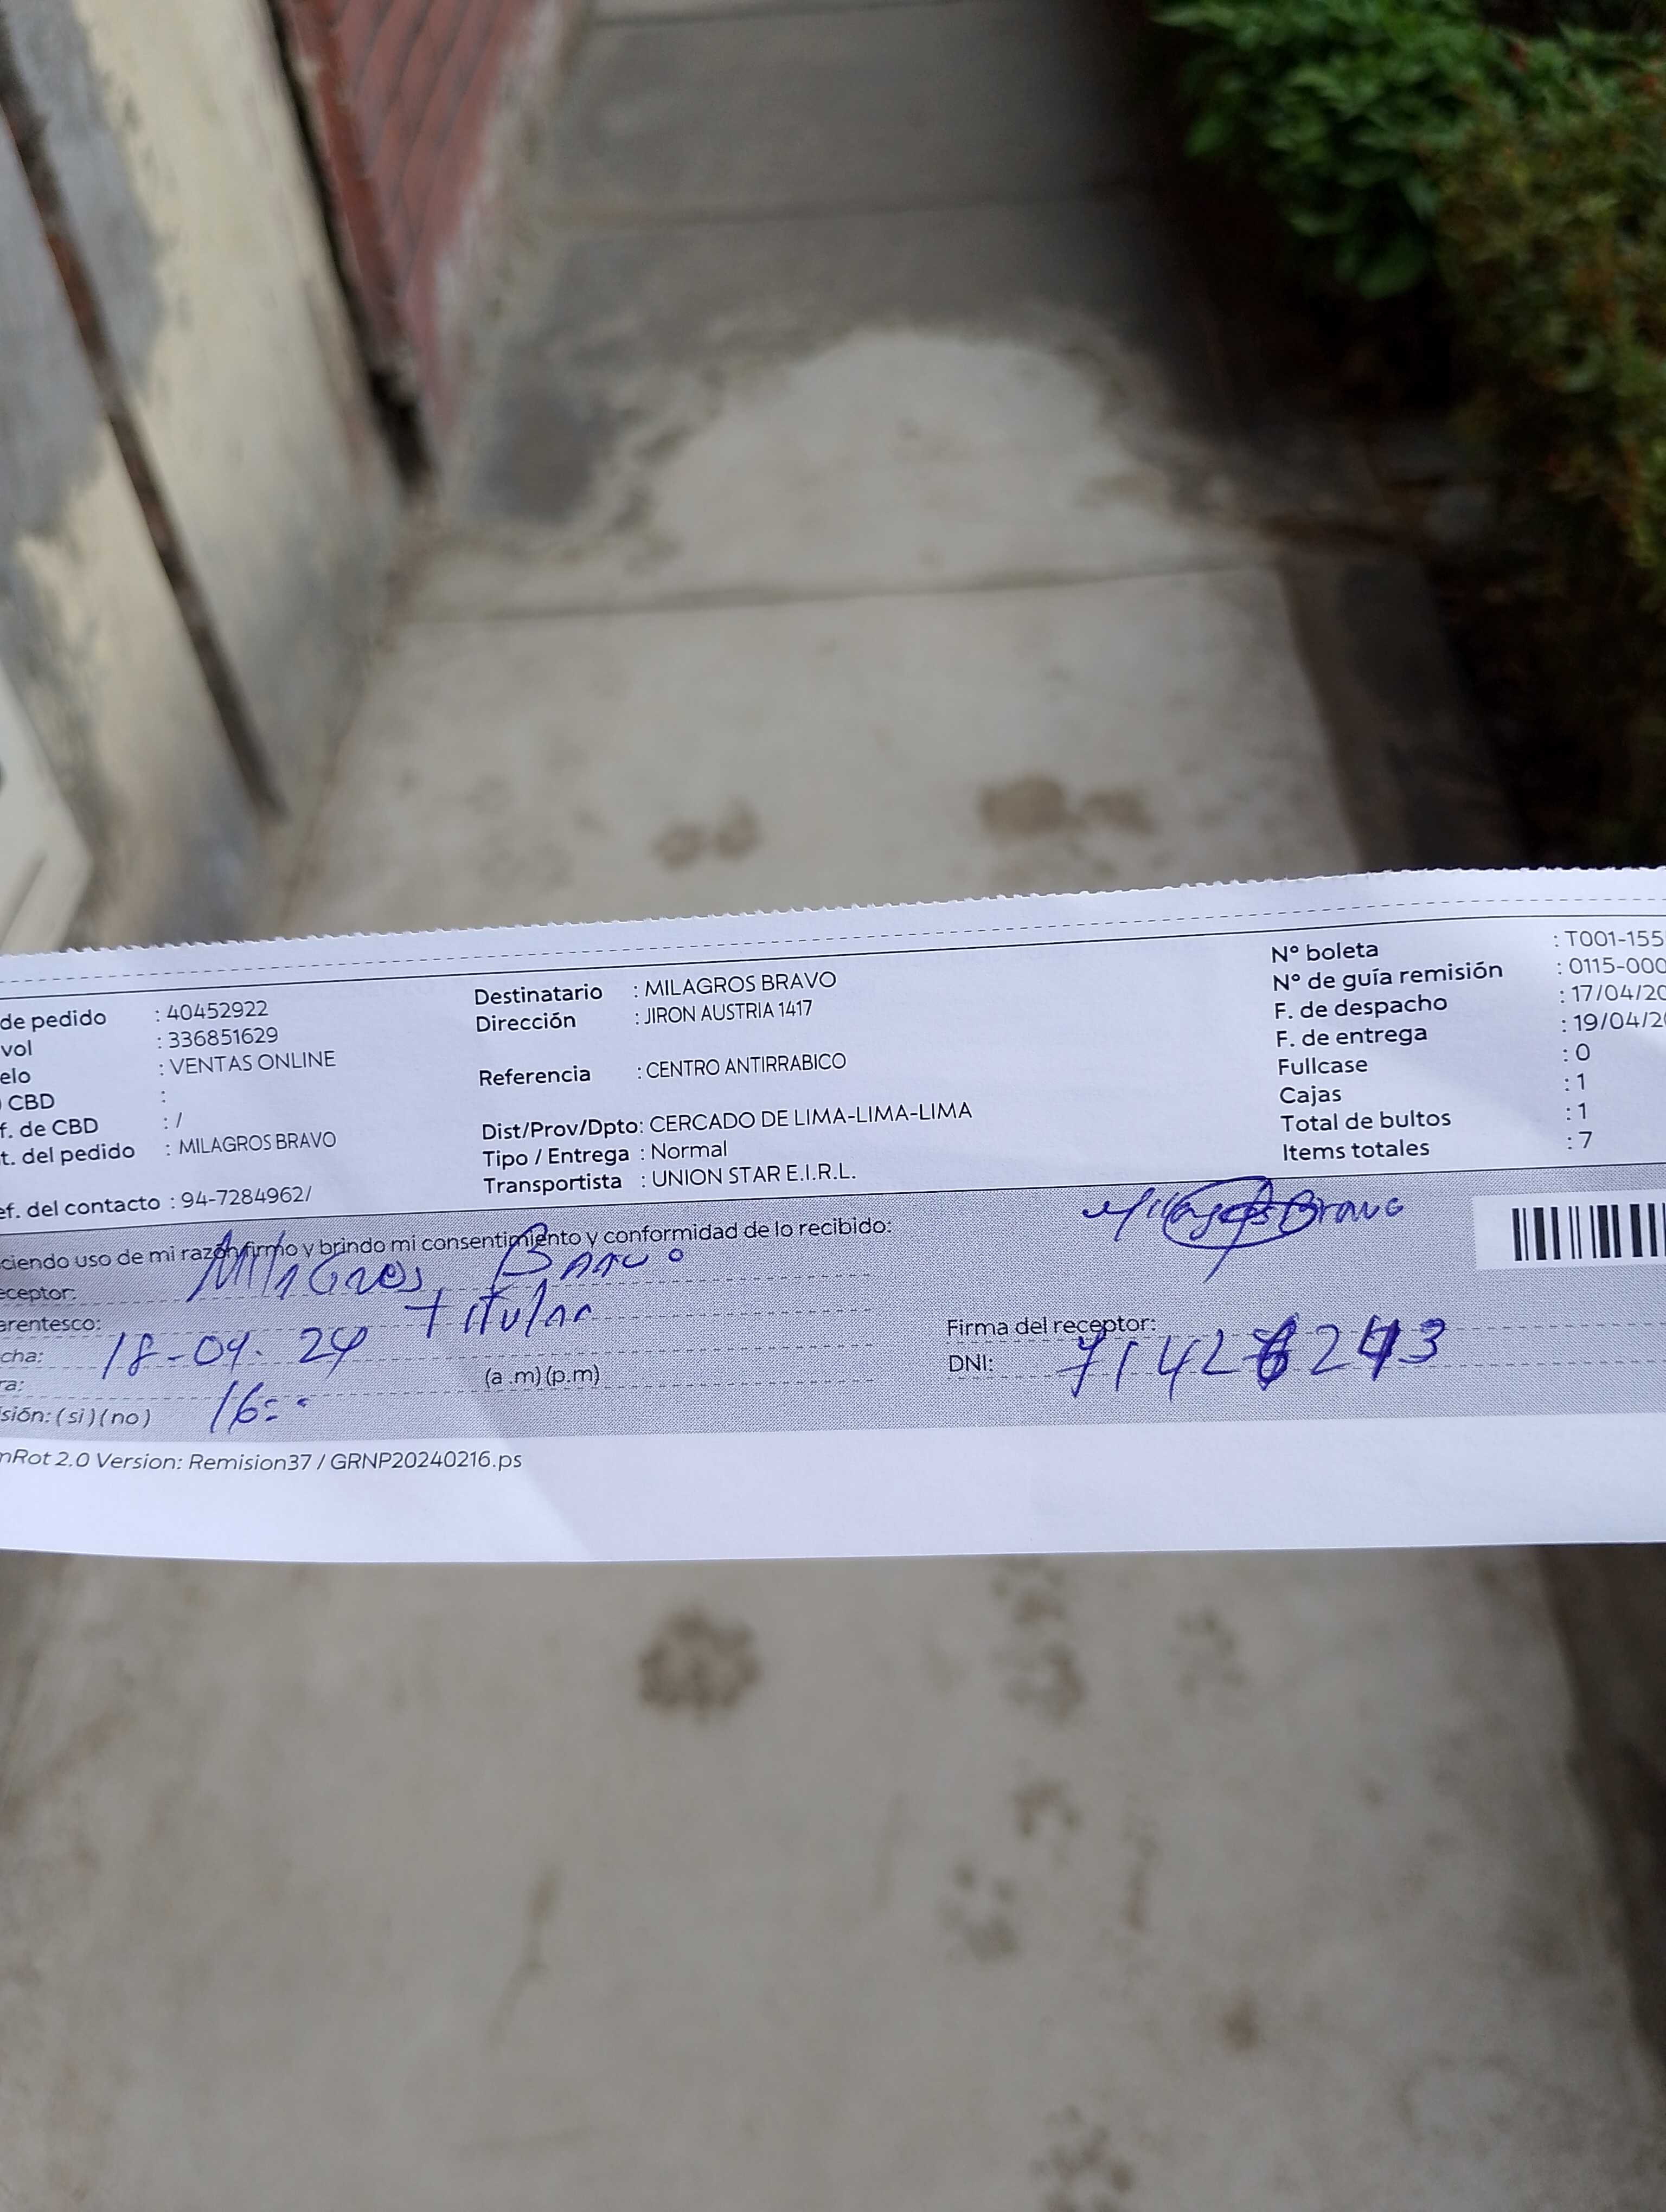 de pedido : 40452922
vol : 336851629
elo : VENTAS ONLINE
CBD :
f. de CBD : /
t. del pedido : MILAGROS BRAVO
ef. del contacto : 94-7284962/
Destinatario : MILAGROS BRAVO
Dirección : JIRON AUSTRIA 1417
Referencia : CENTRO ANTIRRABICO
Dist/Prov/Dpto: CERCADO DE LIMA-LIMA-LIMA
Tipo / Entrega : Normal
Transportista : UNION STAR E.I.R.L.
Nº boleta : T001-155
Nº de guía remisión : 0115-000
F. de despacho : 17/04/20
F. de entrega : 19/04/20
Fullcase : 0
Cajas : 1
Total de bultos : 1
Items totales : 7
ciendo uso de mi razón firmo y brindo mi consentimiento y conformidad de lo recibido:
eceptor: Milagros Bravo
arentesco: titular
cha: 18-04-24
ra: 16= (a .m) (p.m)
sión: (si) (no)
Milagros Bravo
Firma del receptor:
DNI:
nRot 2.0 Version: Remision37 / GRNP20240216.ps